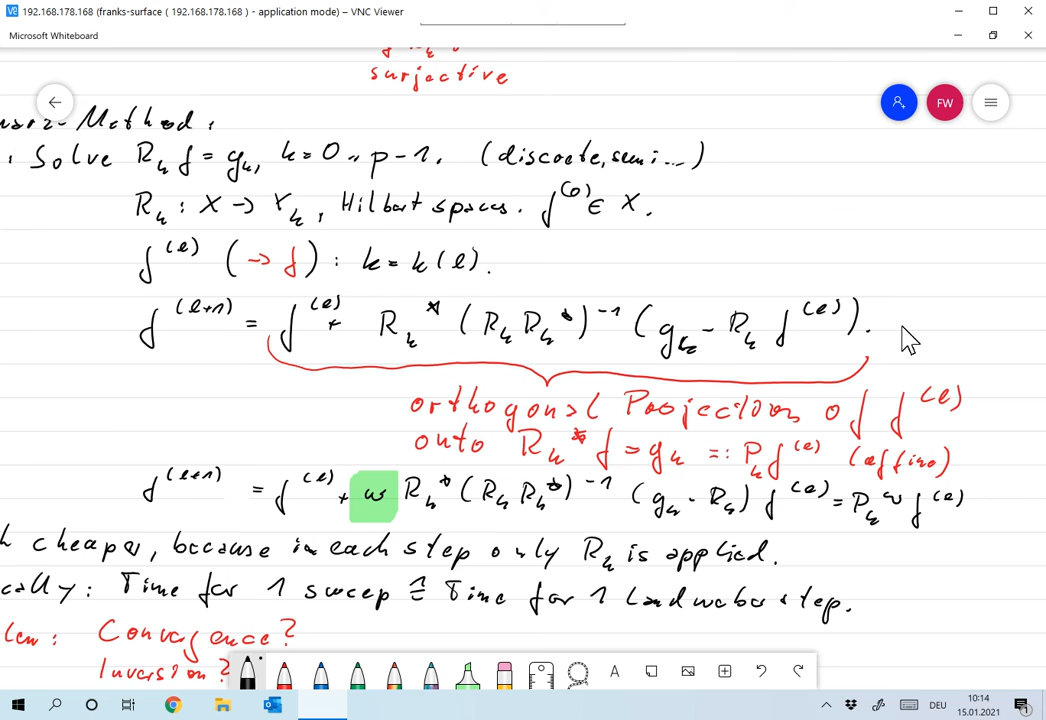 192.168.178.168 (franks-surface ( 192.168.178.168 ) - application mode) – VNC Viewer
Microsoft Whiteboard
surjective
Method:
: Solve R_k f = g_k, k = 0 .. p-1. (discrete, semi...)
R_k : X → Y_k, Hilbert spaces. f^(0) ∈ X.
f^(l) (→ f) : k = k(l).
f^(l+1) = f^(l) + R_k^* (R_k R_k^*)^-1 (g_k - R_k f^(l)).
orthogonal Projection of f^(l)
onto R_k^* f = g_k =: P_k f^(l) (affine)
f^(l+1) = f^(l) + ω R_k^* (R_k R_k^*)^-1 (g_k - R_k) f^(l) = P_k^ω f^(l)
h cheaper, because in each step only R_k is applied.
cally: Time for 1 sweep ≙ Time for 1 Landweber step.
lem: Convergence?
Inversion?
FW
A
DEU
10:14
15.01.2021